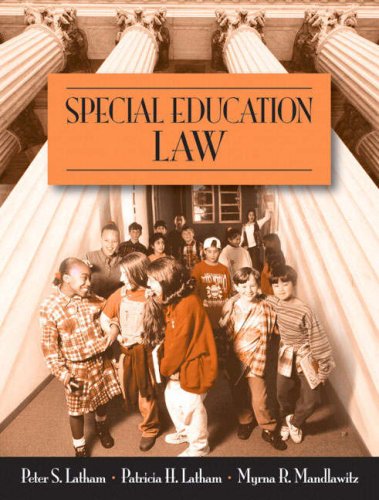 SPECIAL EDUCATION
LAW
Peter S. Latham · Patricia H. Latham · Myrna R. Mandlawitz